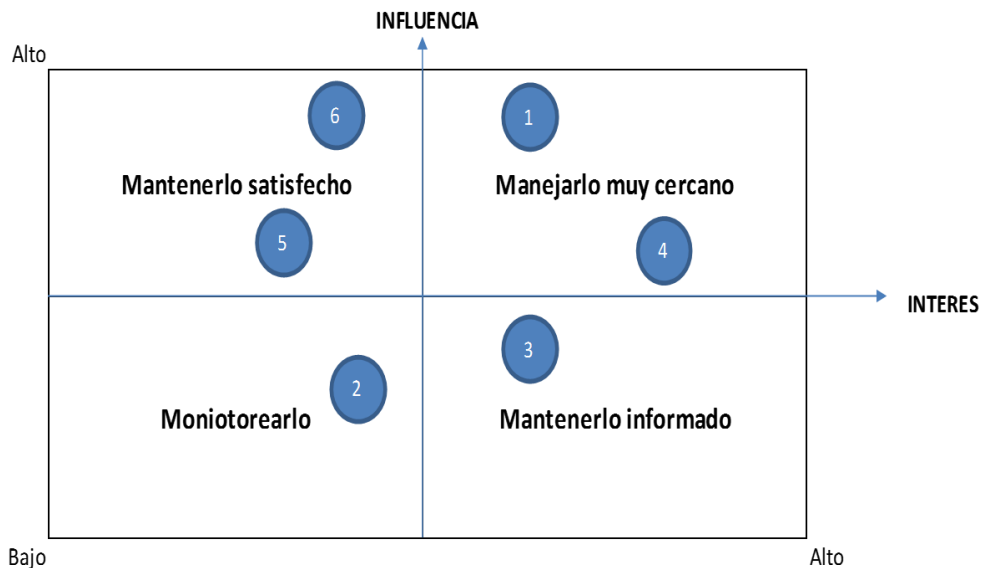 INFLUENCIA
Alto
6
1
Mantenerlo satisfecho
Manejarlo muy cercano
5
4
INTERES
3
2
Moniotorearlo
Mantenerlo informado
Bajo
Alto